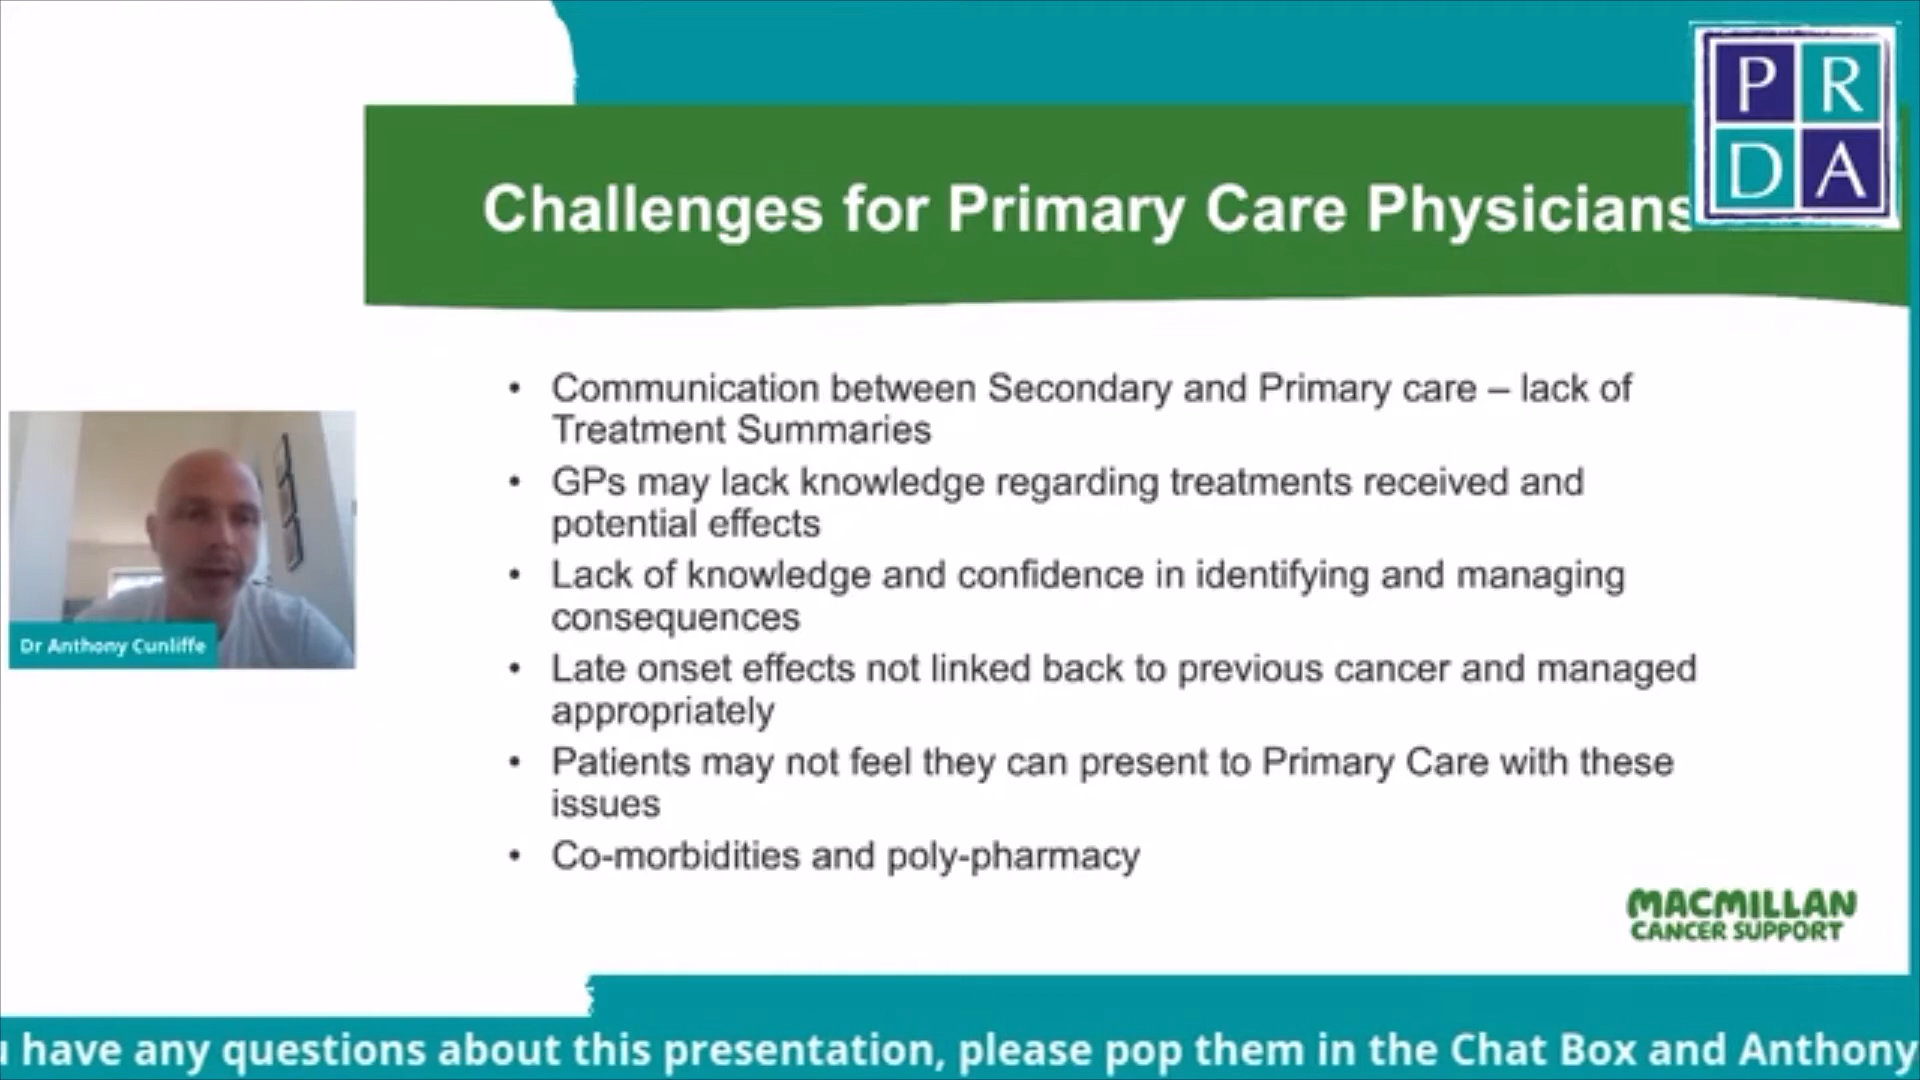 P R
D A
Challenges for Primary Care Physicians
• Communication between Secondary and Primary care – lack of
Treatment Summaries
• GPs may lack knowledge regarding treatments received and
potential effects
• Lack of knowledge and confidence in identifying and managing
consequences
• Late onset effects not linked back to previous cancer and managed
appropriately
• Patients may not feel they can present to Primary Care with these
issues
• Co-morbidities and poly-pharmacy
Dr Anthony Cunliffe
MACMILLAN
CANCER SUPPORT
have any questions about this presentation, please pop them in the Chat Box and Anthony